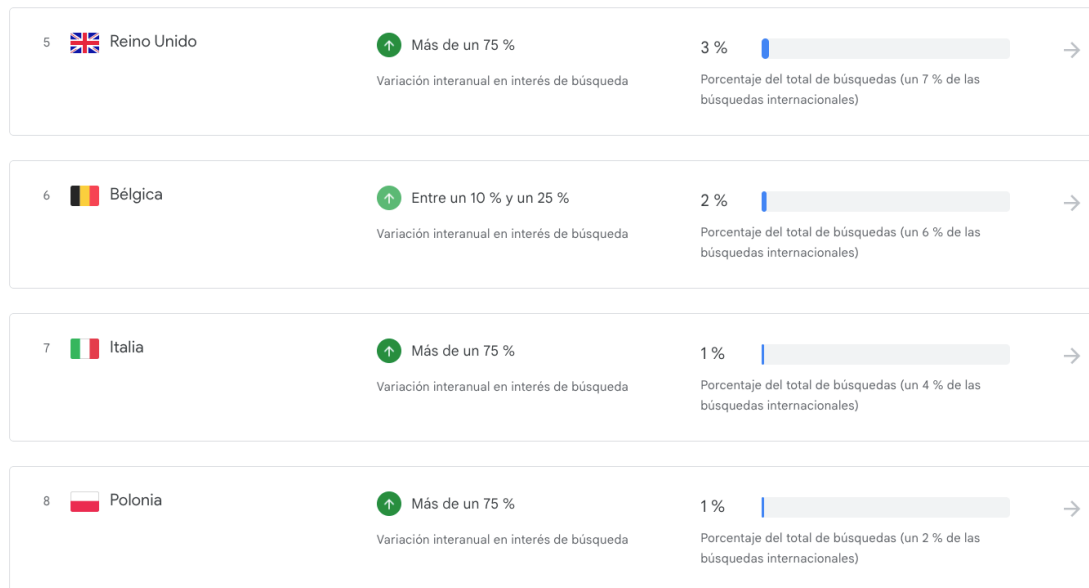 5 Reino Unido Más de un 75 % 3 %
Variación interanual en interés de búsqueda Porcentaje del total de búsquedas (un 7 % de las
búsquedas internacionales)
6 Bélgica Entre un 10 % y un 25 % 2 %
Variación interanual en interés de búsqueda Porcentaje del total de búsquedas (un 6 % de las
búsquedas internacionales)
7 Italia Más de un 75 % 1 %
Variación interanual en interés de búsqueda Porcentaje del total de búsquedas (un 4 % de las
búsquedas internacionales)
8 Polonia Más de un 75 % 1 %
Variación interanual en interés de búsqueda Porcentaje del total de búsquedas (un 2 % de las
búsquedas internacionales)